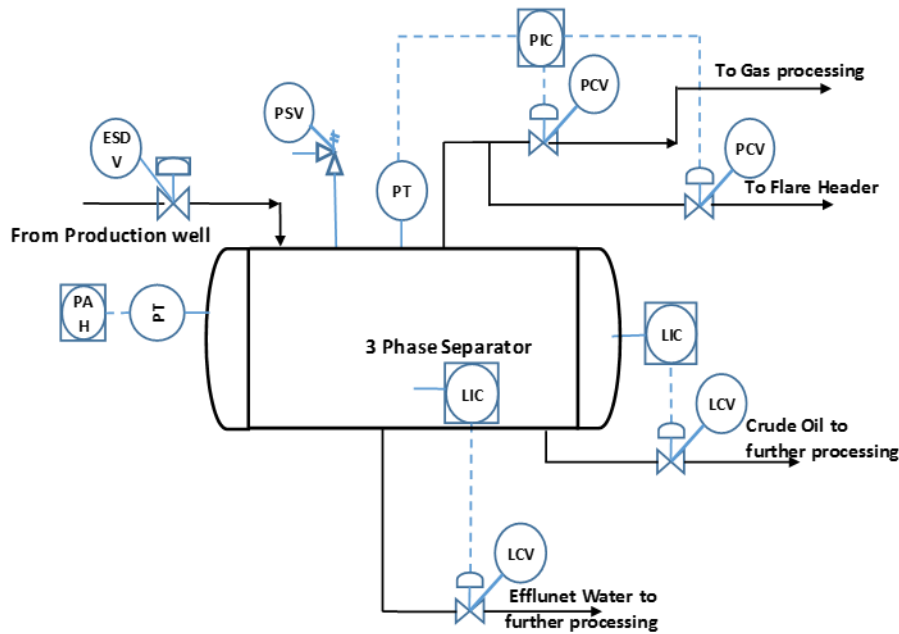 PIC
To Gas processing
PCV
PSV
ESD
V
PCV
PT
To Flare Header
From Production well
PA
H
PT
3 Phase Separator
LIC
LIC
LCV
Crude Oil to
further processing
LCV
Efflunet Water to
further processing